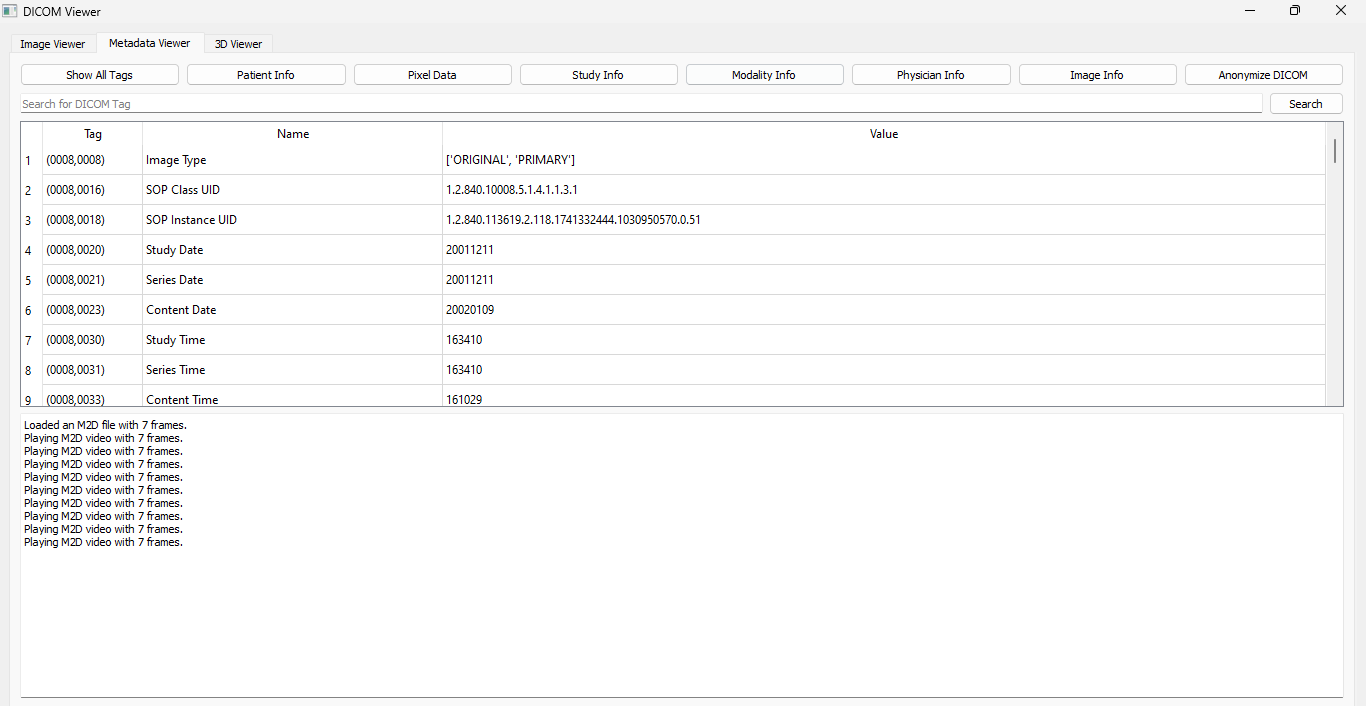 DICOM Viewer
Image Viewer Metadata Viewer 3D Viewer
Show All Tags Patient Info Pixel Data Study Info Modality Info Physician Info Image Info Anonymize DICOM
Search for DICOM Tag Search
Tag Name Value
1 (0008,0008) Image Type ['ORIGINAL', 'PRIMARY']
2 (0008,0016) SOP Class UID 1.2.840.10008.5.1.4.1.1.3.1
3 (0008,0018) SOP Instance UID 1.2.840.113619.2.118.1741332444.1030950570.0.51
4 (0008,0020) Study Date 20011211
5 (0008,0021) Series Date 20011211
6 (0008,0023) Content Date 20020109
7 (0008,0030) Study Time 163410
8 (0008,0031) Series Time 163410
9 (0008,0033) Content Time 161029
Loaded an M2D file with 7 frames.
Playing M2D video with 7 frames.
Playing M2D video with 7 frames.
Playing M2D video with 7 frames.
Playing M2D video with 7 frames.
Playing M2D video with 7 frames.
Playing M2D video with 7 frames.
Playing M2D video with 7 frames.
Playing M2D video with 7 frames.
Playing M2D video with 7 frames.